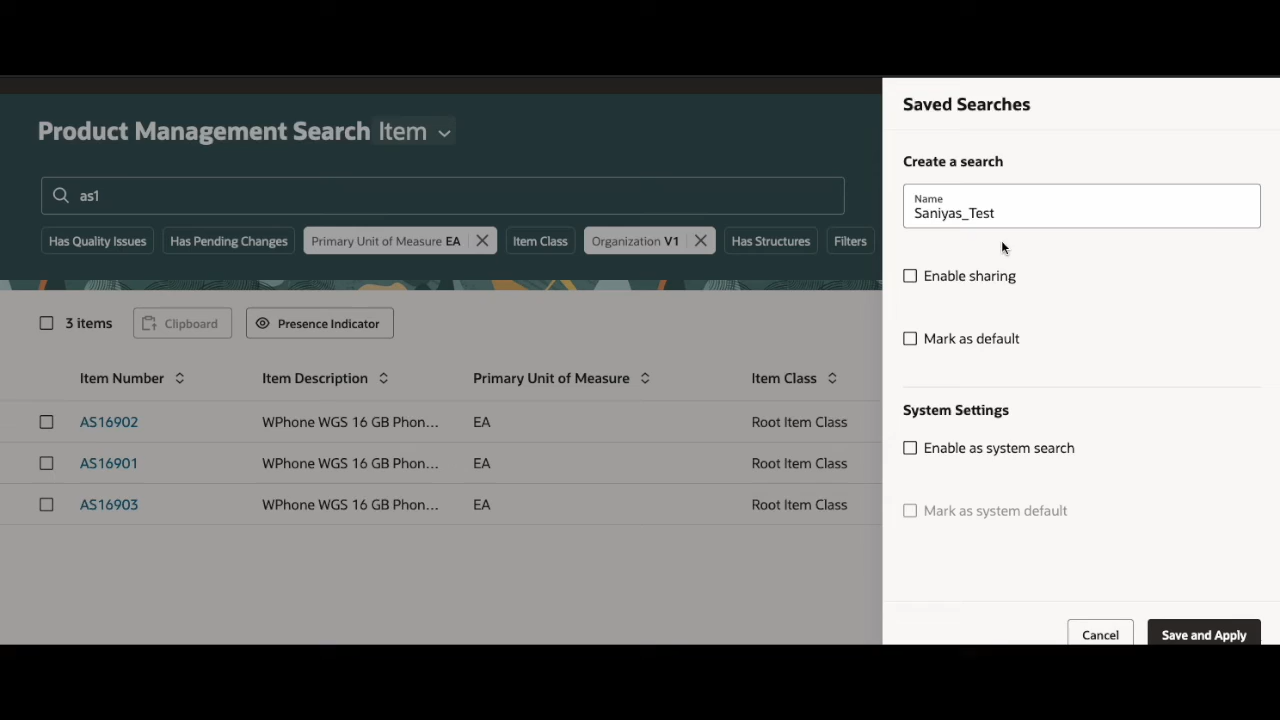 Product Management Search Item
as1
Has Quality Issues Has Pending Changes Primary Unit of Measure EA Item Class Organization V1 Has Structures Filters
3 items Clipboard Presence Indicator
Item Number Item Description Primary Unit of Measure Item Class
AS16902 WPhone WGS 16 GB Phon... EA Root Item Class
AS16901 WPhone WGS 16 GB Phon... EA Root Item Class
AS16903 WPhone WGS 16 GB Phon... EA Root Item Class
Saved Searches
Create a search
Name
Saniyas_Test
Enable sharing
Mark as default
System Settings
Enable as system search
Mark as system default
Cancel Save and Apply